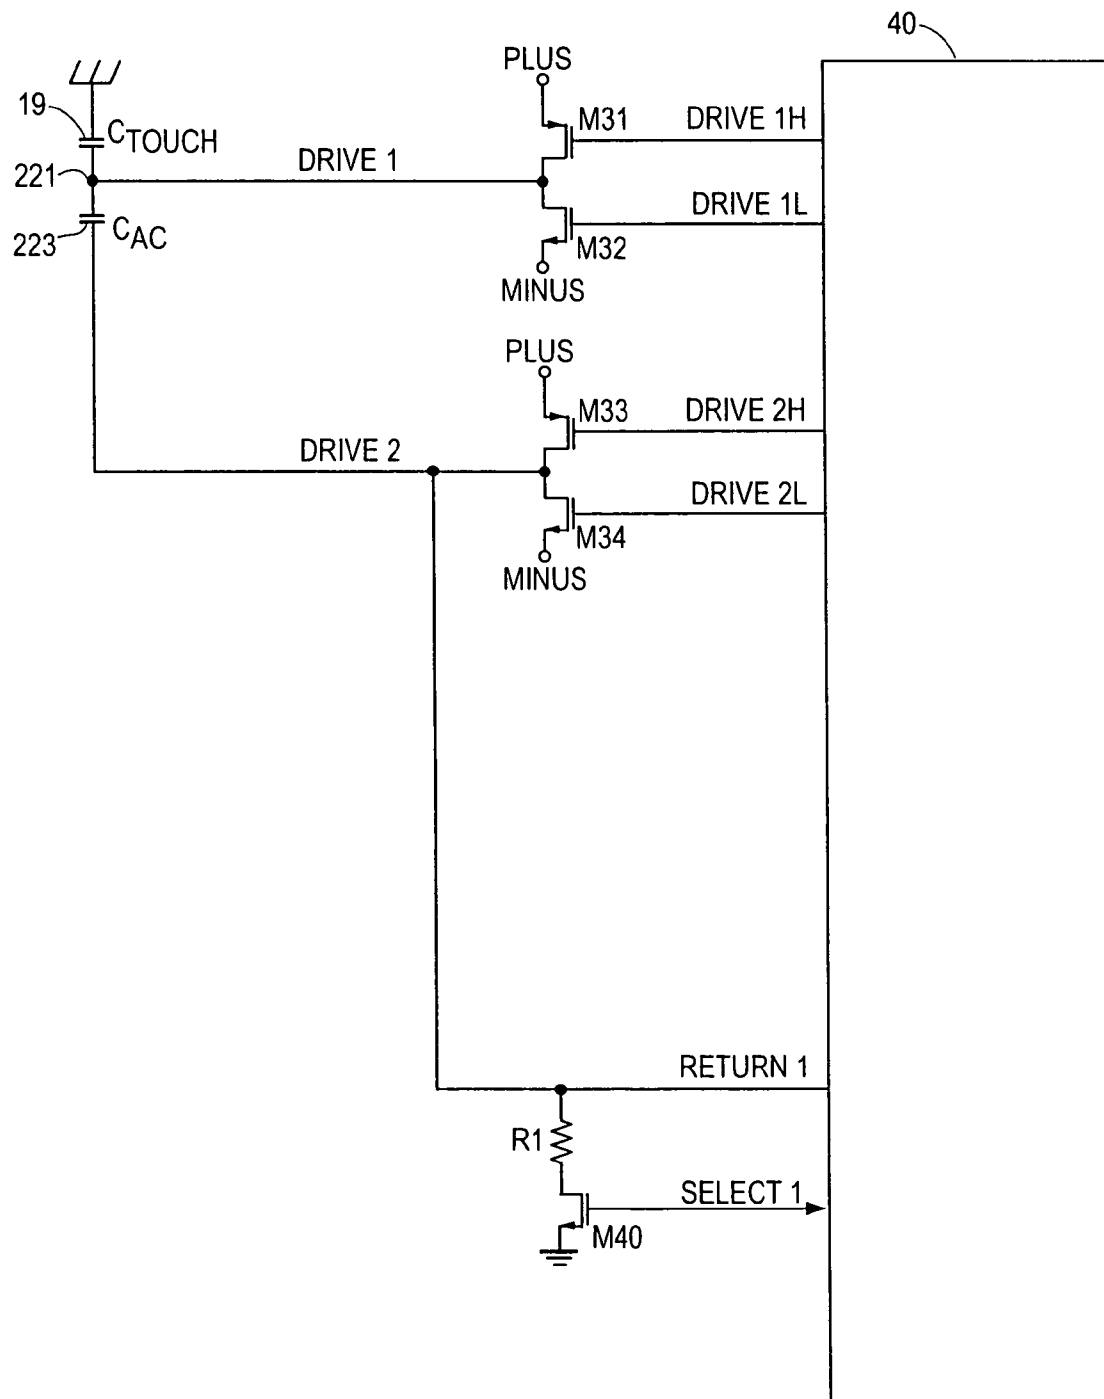 40
PLUS
19
CTOUCH
M31
DRIVE 1H
221
DRIVE 1
DRIVE 1L
223
CAC
M32
MINUS
PLUS
M33
DRIVE 2H
DRIVE 2
DRIVE 2L
M34
MINUS
RETURN 1
R1
SELECT 1
M40